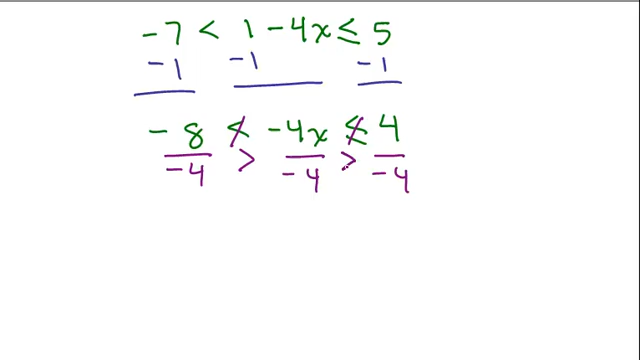 -7 < 1 - 4x ≤ 5
-1 -1 -1
-8 < -4x ≤ 4
-4 > -4 > -4